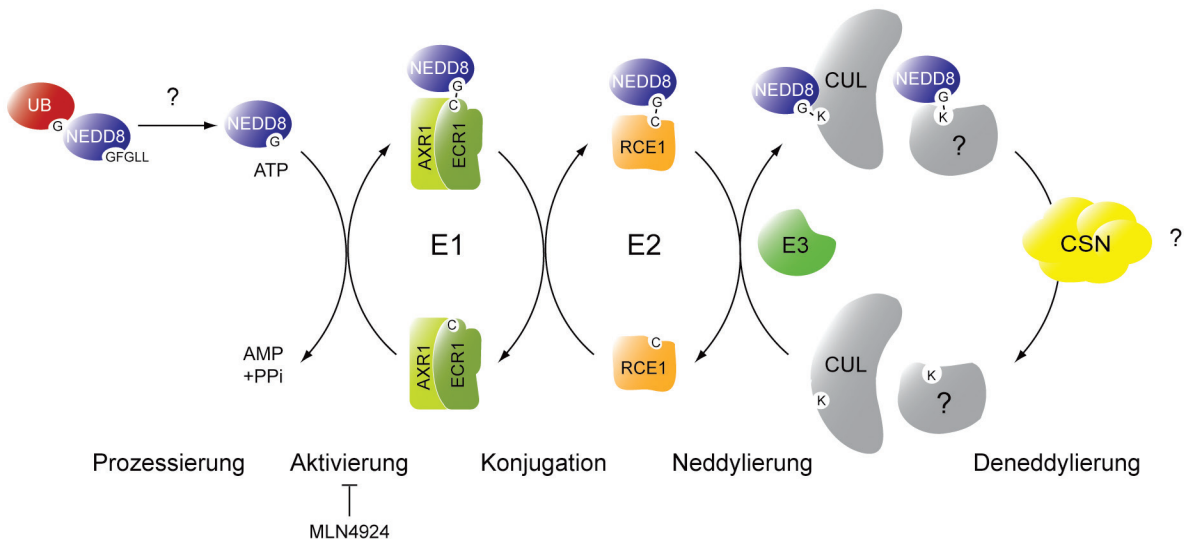 UB
G
NEDD8
GFGLL
?
NEDD8
G
ATP
AMP
+PPi
NEDD8
G
C
AXR1
ECR1
E1
C
AXR1
ECR1
NEDD8
G
C
RCE1
E2
C
RCE1
NEDD8
G
K
CUL
NEDD8
G
K
?
E3
CUL
K
K
?
CSN
?
Prozessierung
Aktivierung
Konjugation
Neddylierung
Deneddylierung
MLN4924